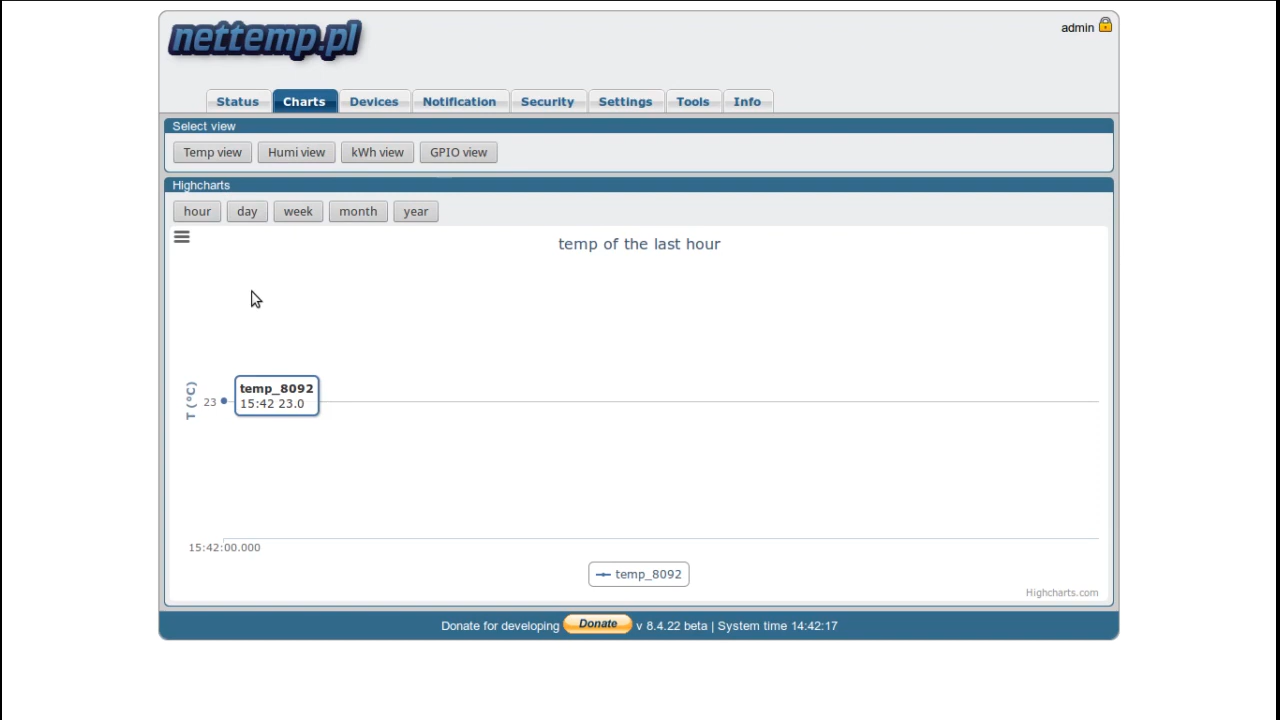 nettemp.pl
admin
Status Charts Devices Notification Security Settings Tools Info
Select view
Temp view Humi view kWh view GPIO view
Highcharts
hour day week month year
temp of the last hour
T (°C)
23
temp_8092
15:42 23.0
15:42:00.000
temp_8092
Highcharts.com
Donate for developing Donate v 8.4.22 beta | System time 14:42:17